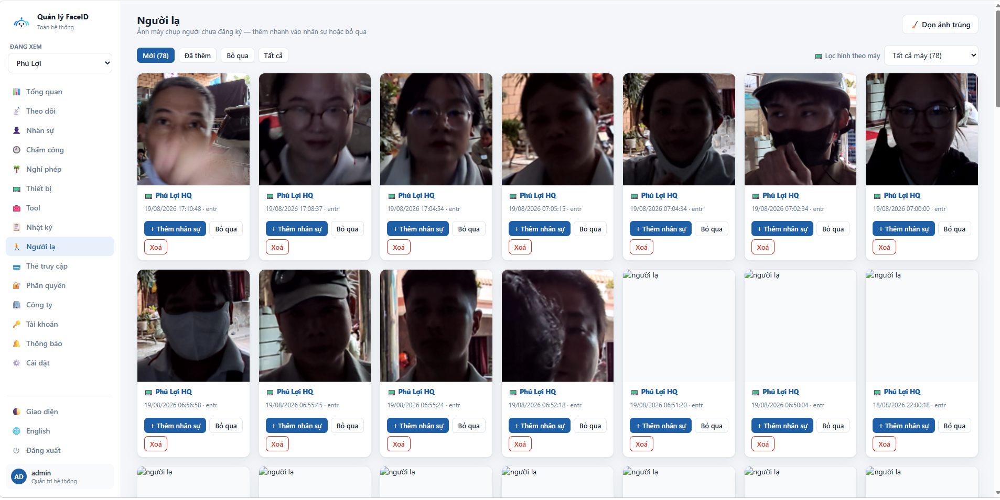 Quản lý FaceID
Toàn hệ thống
ĐANG XEM
Phú Lợi
Tổng quan
Theo dõi
Nhân sự
Chấm công
Nghỉ phép
Thiết bị
Tool
Nhật ký
Người lạ
Thẻ truy cập
Phân quyền
Công ty
Tài khoản
Thông báo
Cài đặt
Giao diện
English
Đăng xuất
AD
admin
Quản trị hệ thống
Người lạ
Ảnh máy chụp người chưa đăng ký — thêm nhanh vào nhân sự hoặc bỏ qua
Dọn ảnh trùng
Mới (78) Đã thêm Bỏ qua Tất cả
Lọc hình theo máy Tất cả máy (78)
Phú Lợi HQ Phú Lợi HQ Phú Lợi HQ Phú Lợi HQ Phú Lợi HQ Phú Lợi HQ Phú Lợi HQ
19/08/2026 17:10:48 · entr 19/08/2026 17:08:37 · entr 19/08/2026 17:04:54 · entr 19/08/2026 07:05:15 · entr 19/08/2026 07:04:34 · entr 19/08/2026 07:02:34 · entr 19/08/2026 07:00:00 · entr
+ Thêm nhân sự Bỏ qua + Thêm nhân sự Bỏ qua + Thêm nhân sự Bỏ qua + Thêm nhân sự Bỏ qua + Thêm nhân sự Bỏ qua + Thêm nhân sự Bỏ qua + Thêm nhân sự Bỏ qua
Xoá Xoá Xoá Xoá Xoá Xoá Xoá
người lạ người lạ người lạ
Phú Lợi HQ Phú Lợi HQ Phú Lợi HQ Phú Lợi HQ Phú Lợi HQ Phú Lợi HQ Phú Lợi HQ
19/08/2026 06:56:58 · entr 19/08/2026 06:55:45 · entr 19/08/2026 06:55:24 · entr 19/08/2026 06:52:18 · entr 19/08/2026 06:51:20 · entr 19/08/2026 06:50:04 · entr 18/08/2026 22:00:18 · entr
+ Thêm nhân sự Bỏ qua + Thêm nhân sự Bỏ qua + Thêm nhân sự Bỏ qua + Thêm nhân sự Bỏ qua + Thêm nhân sự Bỏ qua + Thêm nhân sự Bỏ qua + Thêm nhân sự Bỏ qua
Xoá Xoá Xoá Xoá Xoá Xoá Xoá
người lạ người lạ người lạ người lạ người lạ người lạ người lạ